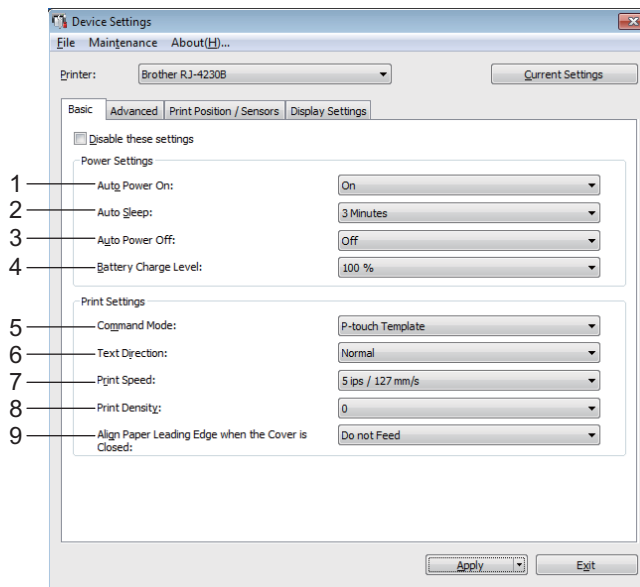 Device Settings
File Maintenance About(H)...
Printer: Brother RJ-4230B Current Settings
Basic Advanced Print Position / Sensors Display Settings
Disable these settings
Power Settings
1 Auto Power On: On
2 Auto Sleep: 3 Minutes
3 Auto Power Off: Off
4 Battery Charge Level: 100 %
Print Settings
5 Command Mode: P-touch Template
6 Text Direction: Normal
7 Print Speed: 5 ips / 127 mm/s
8 Print Density: 0
9 Align Paper Leading Edge when the Cover is Do not Feed
Closed:
Apply Exit